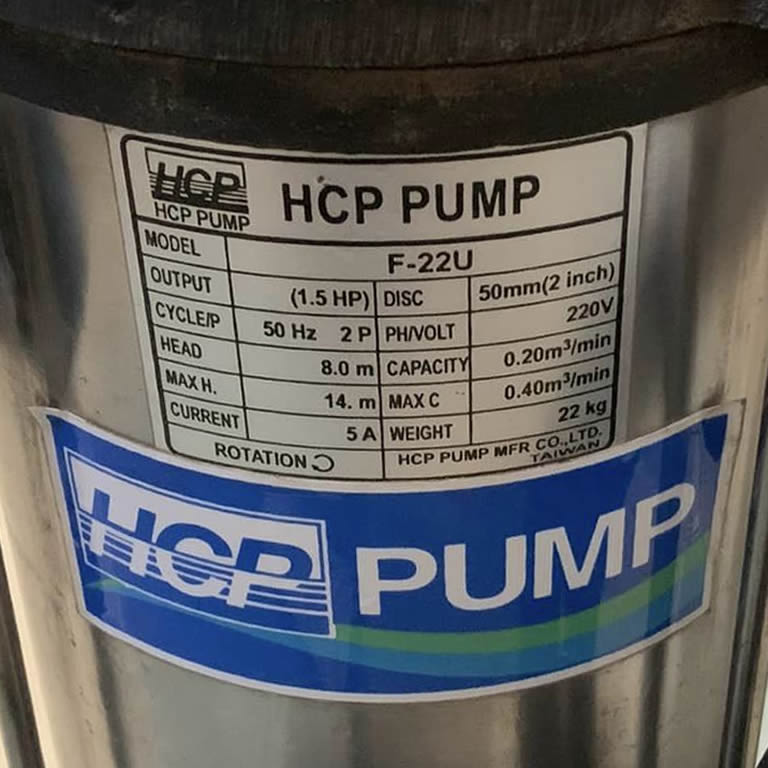 HCP
HCP PUMP
HCP PUMP
MODEL F-22U
OUTPUT (1.5 HP) DISC 50mm(2 inch)
CYCLE/P 50 Hz 2 P PH/VOLT 220V
HEAD 8.0 m CAPACITY 0.20m³/min
MAX H. 14. m MAX C 0.40m³/min
CURRENT 5 A WEIGHT 22 kg
ROTATION HCP PUMP MFR CO.,LTD.
TAIWAN
HCP PUMP